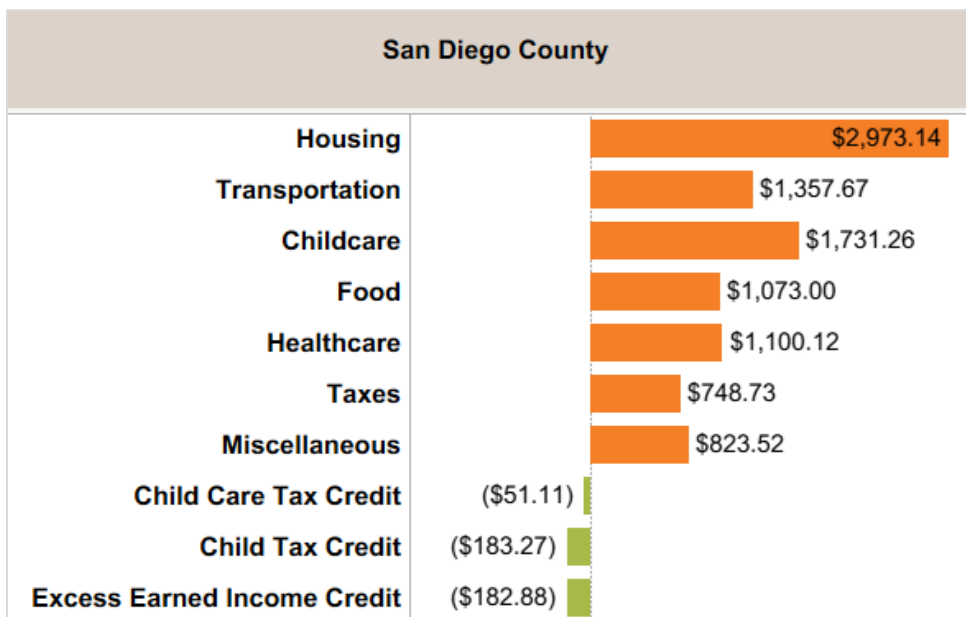 San Diego County
Housing $2,973.14
Transportation $1,357.67
Childcare $1,731.26
Food $1,073.00
Healthcare $1,100.12
Taxes $748.73
Miscellaneous $823.52
Child Care Tax Credit ($51.11)
Child Tax Credit ($183.27)
Excess Earned Income Credit ($182.88)